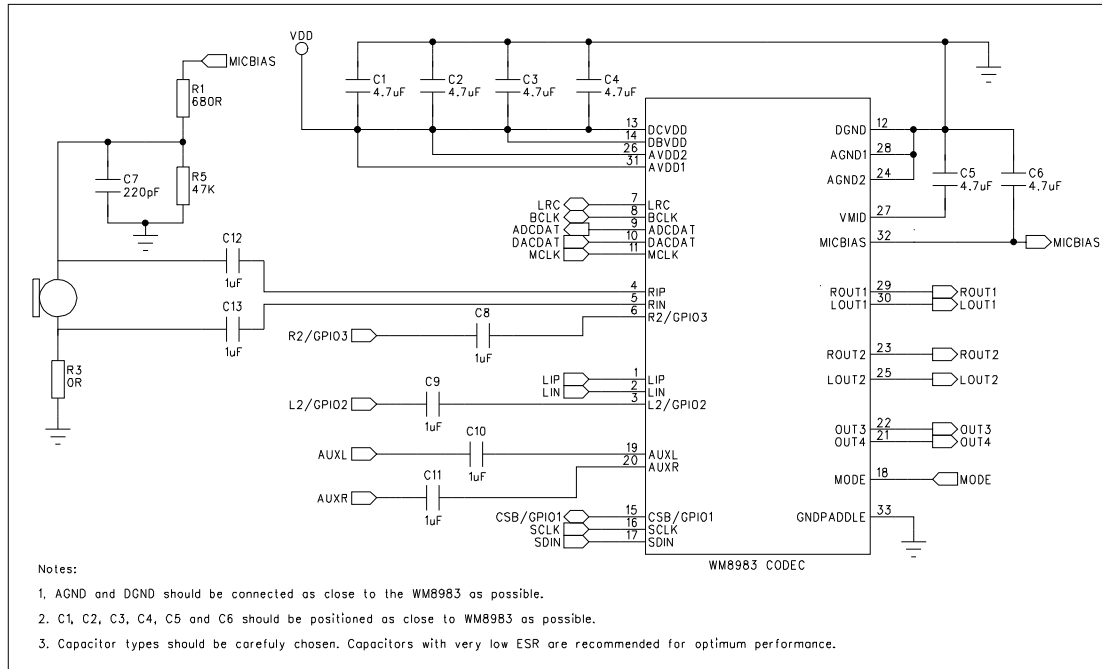 VDD
MICBIAS
R1
680R
C1
4.7uF
C2
4.7uF
C3
4.7uF
C4
4.7uF
C7
220pF
R5
47K
13 DCVDD
14 DBVDD
26 AVDD2
31 AVDD1
DGND 12
AGND1 28
AGND2 24
C5
4.7uF
C6
4.7uF
VMID 27
MICBIAS 32 MICBIAS
LRC 7 LRC
BCLK 8 BCLK
ADCDAT 9 ADCDAT
DACDAT 10 DACDAT
MCLK 11 MCLK
C12
1uF
C13
1uF
4 RIP
5 RIN
6 R2/GPIO3
C8
1uF
R2/GPIO3
ROUT1 29 ROUT1
LOUT1 30 LOUT1
ROUT2 23 ROUT2
LOUT2 25 LOUT2
R3
0R
LIP 1 LIP
LIN 2 LIN
3 L2/GPIO2
C9
1uF
L2/GPIO2
OUT3 22 OUT3
OUT4 21 OUT4
C10
1uF
AUXL
19 AUXL
20 AUXR
C11
1uF
AUXR
MODE 18 MODE
CSB/GPIO1 15 CSB/GPIO1
SCLK 16 SCLK
SDIN 17 SDIN
GNDPADDLE 33
WM8983 CODEC
Notes:
1, AGND and DGND should be connected as close to the WM8983 as possible.
2. C1, C2, C3, C4, C5 and C6 should be positioned as close to WM8983 as possible.
3. Capacitor types should be carefuly chosen. Capacitors with very low ESR are recommended for optimum performance.